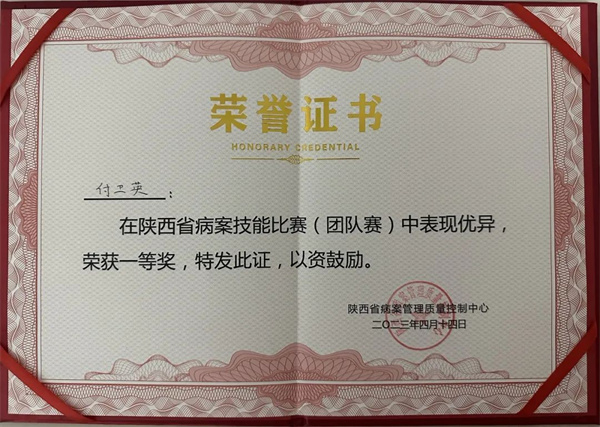 荣誉证书
HONORARY CREDENTIAL
付卫英：
在陕西省病案技能比赛（团队赛）中表现优异，
荣获一等奖，特发此证，以资鼓励。
陕西省病案管理质量控制中心
二〇二三年四月十四日